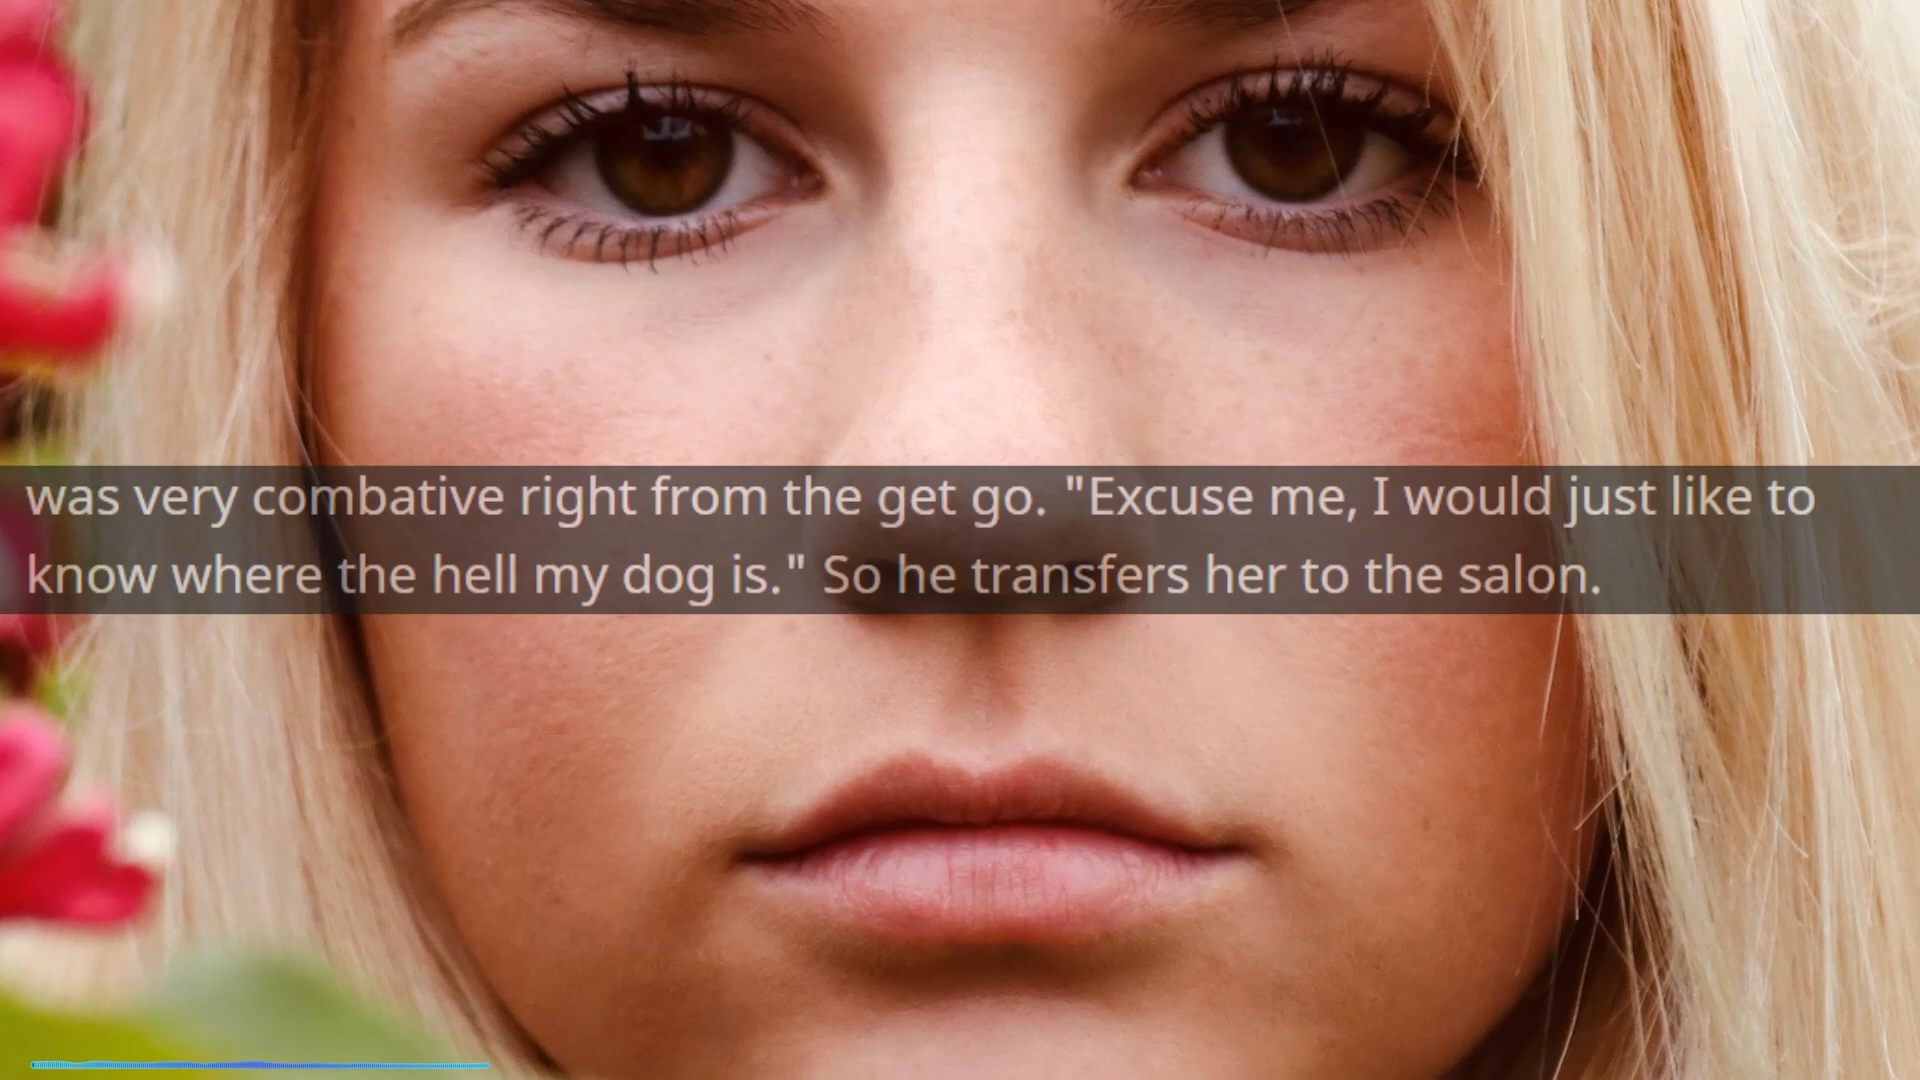 was very combative right from the get go. "Excuse me, I would just like to
know where the hell my dog is." So he transfers her to the salon.